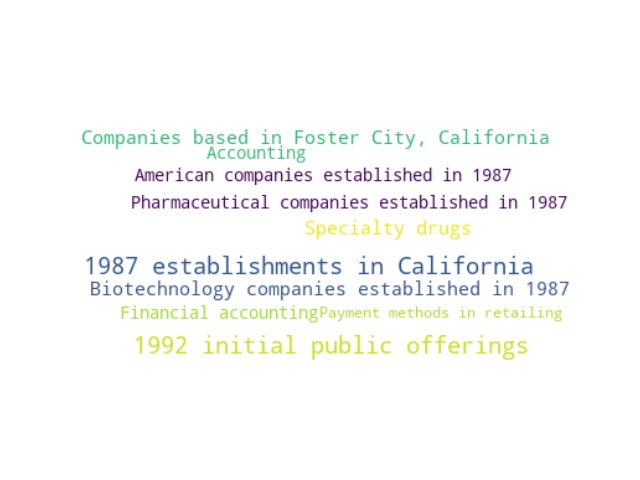 Companies based in Foster City, California
Accounting
American companies established in 1987
Pharmaceutical companies established in 1987
Specialty drugs
1987 establishments in California
Biotechnology companies established in 1987
Financial accounting Payment methods in retailing
1992 initial public offerings